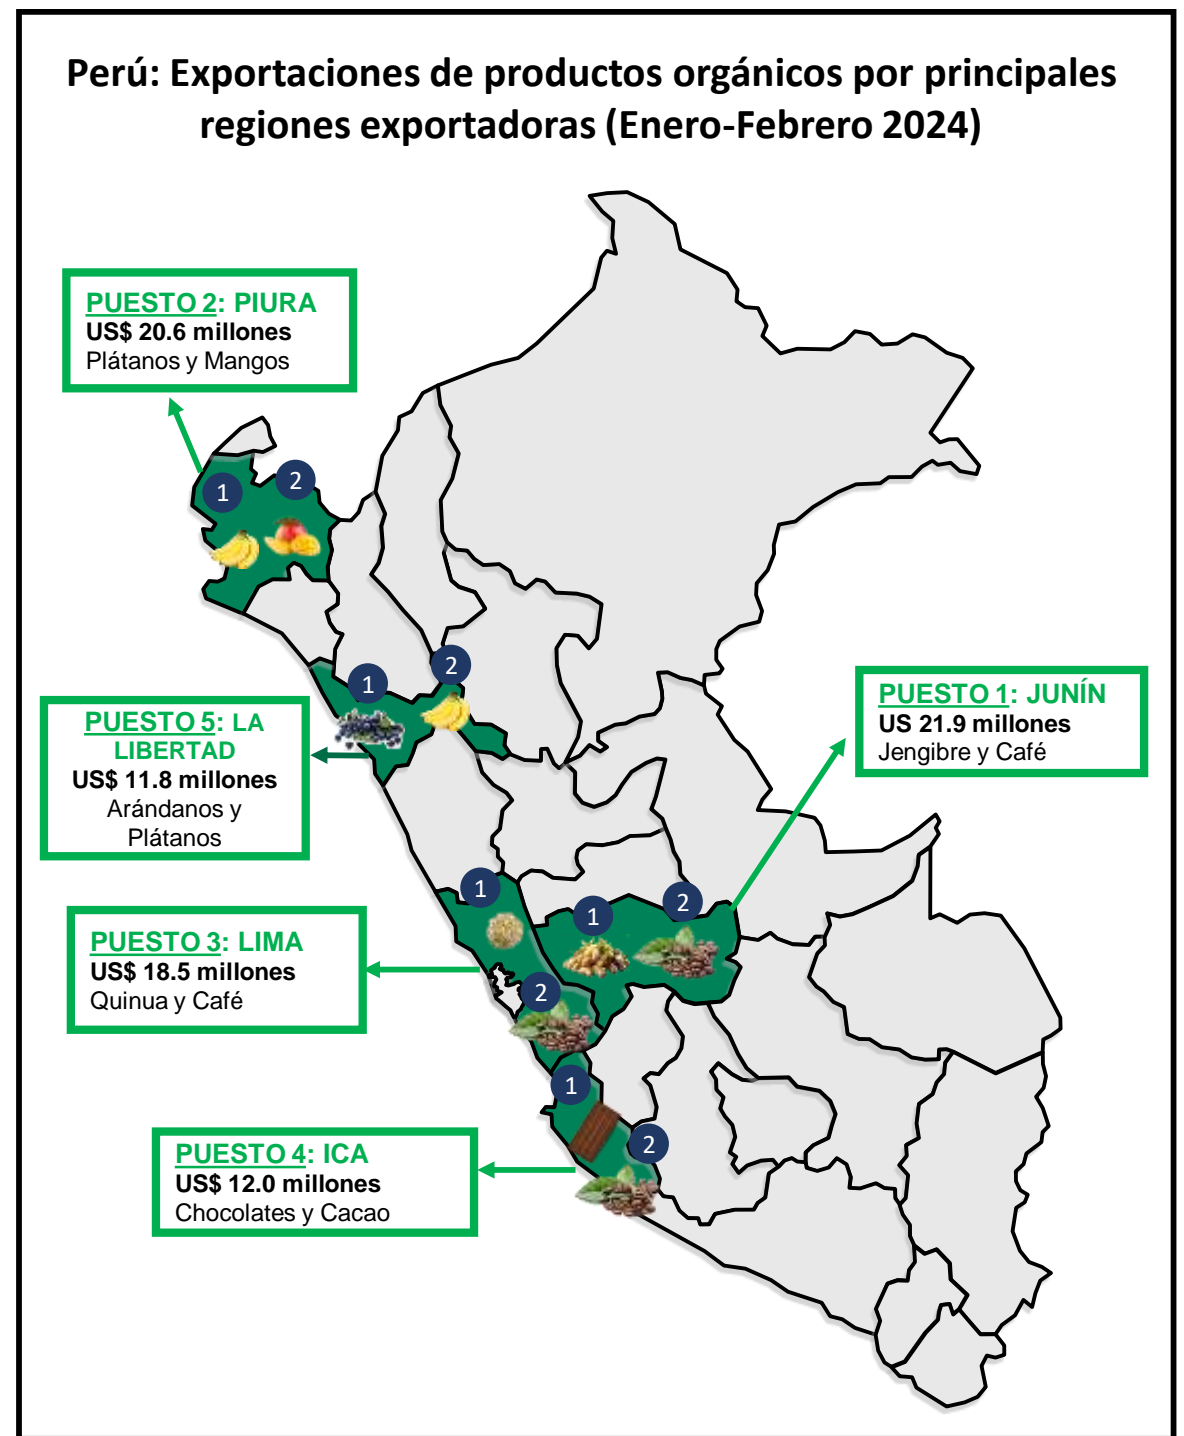 Perú: Exportaciones de productos orgánicos por principales
regiones exportadoras (Enero-Febrero 2024)
PUESTO 2: PIURA
US$ 20.6 millones
Plátanos y Mangos
1
2
1
2
PUESTO 5: LA
LIBERTAD
US$ 11.8 millones
Arándanos y
Plátanos
PUESTO 1: JUNÍN
US 21.9 millones
Jengibre y Café
1
2
1
2
PUESTO 3: LIMA
US$ 18.5 millones
Quinua y Café
1
2
PUESTO 4: ICA
US$ 12.0 millones
Chocolates y Cacao